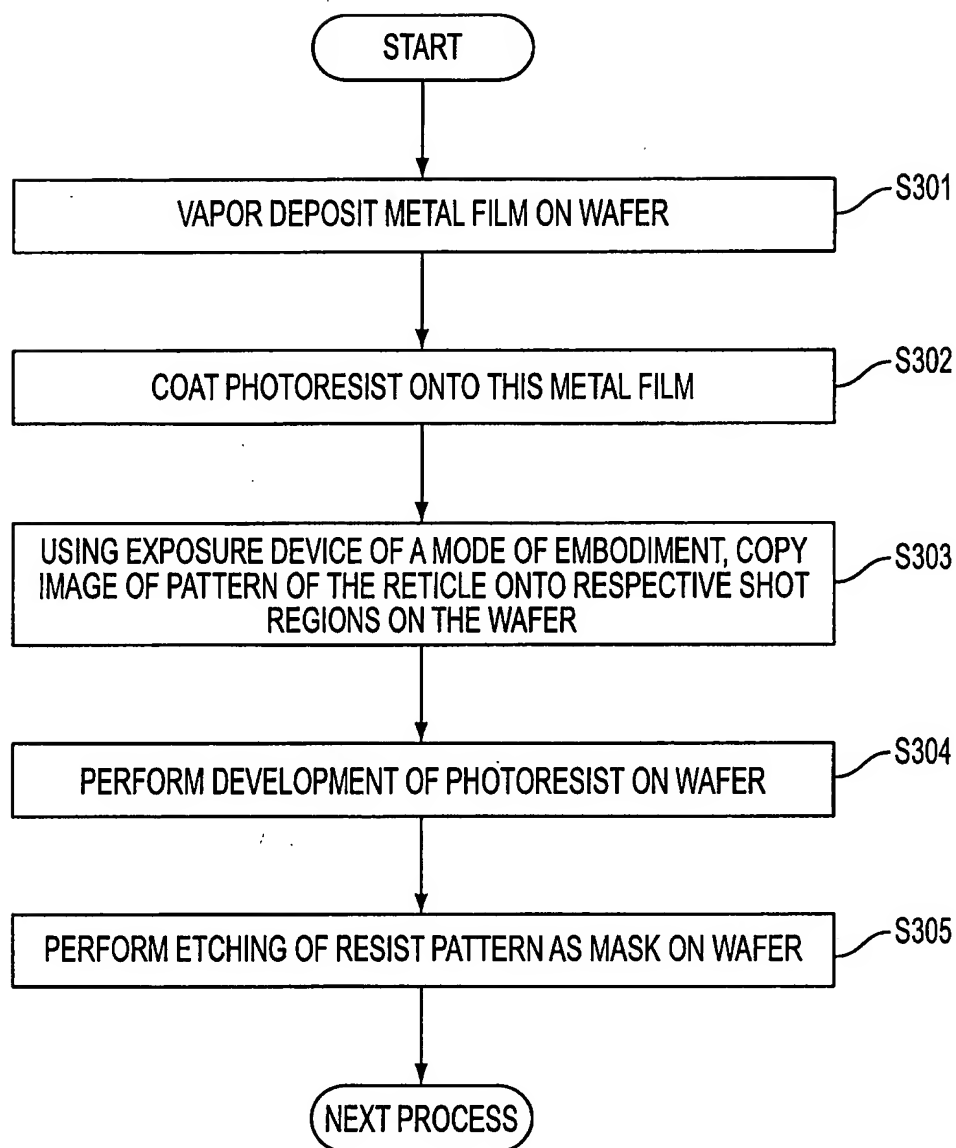 START
VAPOR DEPOSIT METAL FILM ON WAFER
S301
COAT PHOTORESIST ONTO THIS METAL FILM
S302
USING EXPOSURE DEVICE OF A MODE OF EMBODIMENT, COPY
IMAGE OF PATTERN OF THE RETICLE ONTO RESPECTIVE SHOT
REGIONS ON THE WAFER
S303
PERFORM DEVELOPMENT OF PHOTORESIST ON WAFER
S304
PERFORM ETCHING OF RESIST PATTERN AS MASK ON WAFER
S305
NEXT PROCESS